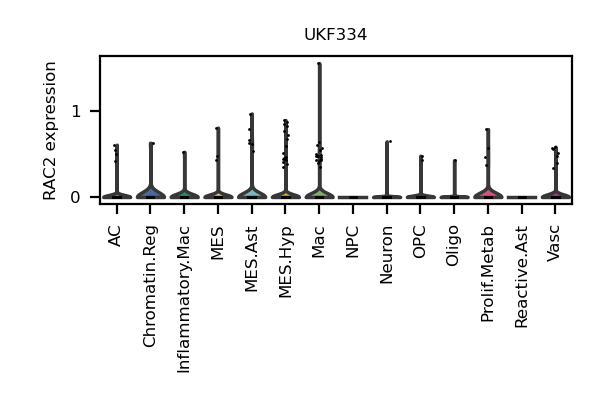 UKF334
RAC2 expression
1
0
AC
Chromatin.Reg
Inflammatory.Mac
MES
MES.Ast
MES.Hyp
Mac
NPC
Neuron
OPC
Oligo
Prolif.Metab
Reactive.Ast
Vasc